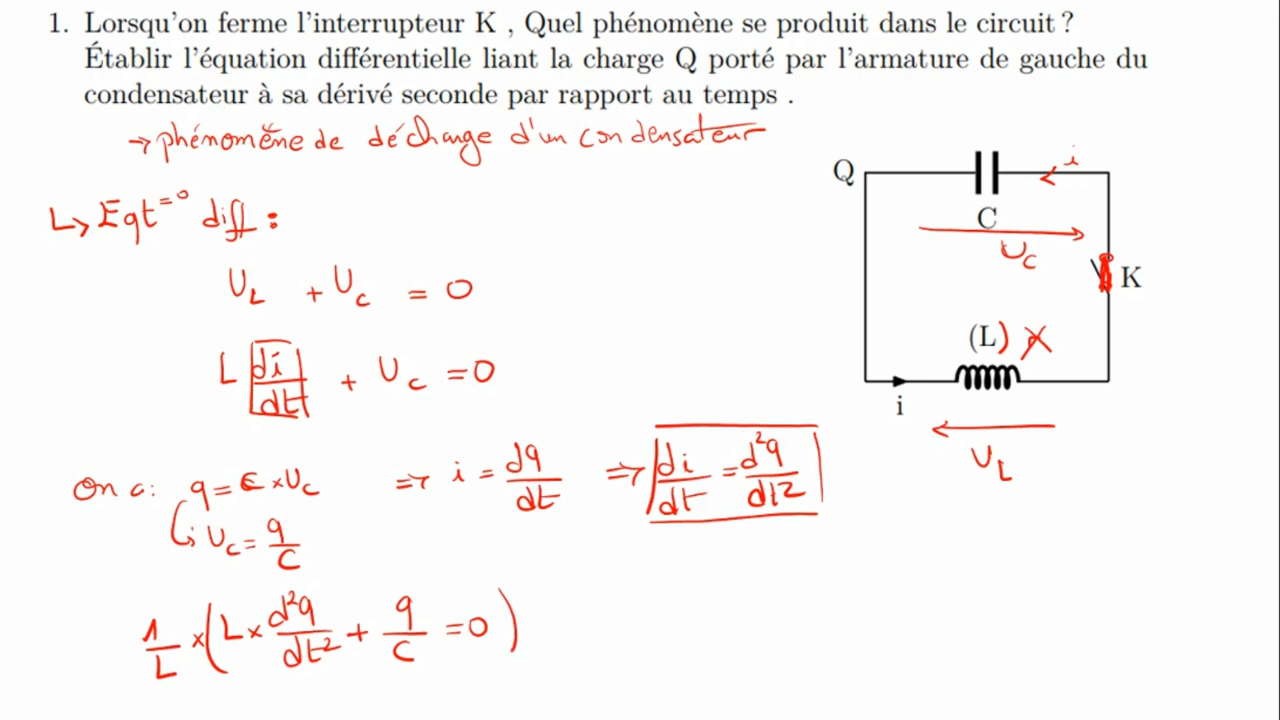 1. Lorsqu'on ferme l'interrupteur K , Quel phénomène se produit dans le circuit ?
Établir l'équation différentielle liant la charge Q porté par l'armature de gauche du
condensateur à sa dérivé seconde par rapport au temps .
→ phénomène de décharge d'un condensateur
↳ Eqt=° diff :
U_L + U_c = 0
L di/dt + U_c = 0
On a : q = C × U_c ⇒ i = dq/dt ⇒ di/dt = d²q/dt²
↳ U_c = q/C
1/L × ( L × d²q/dt² + q/C = 0 )
Q
i
C
U_c
K
(L)
i
U_L